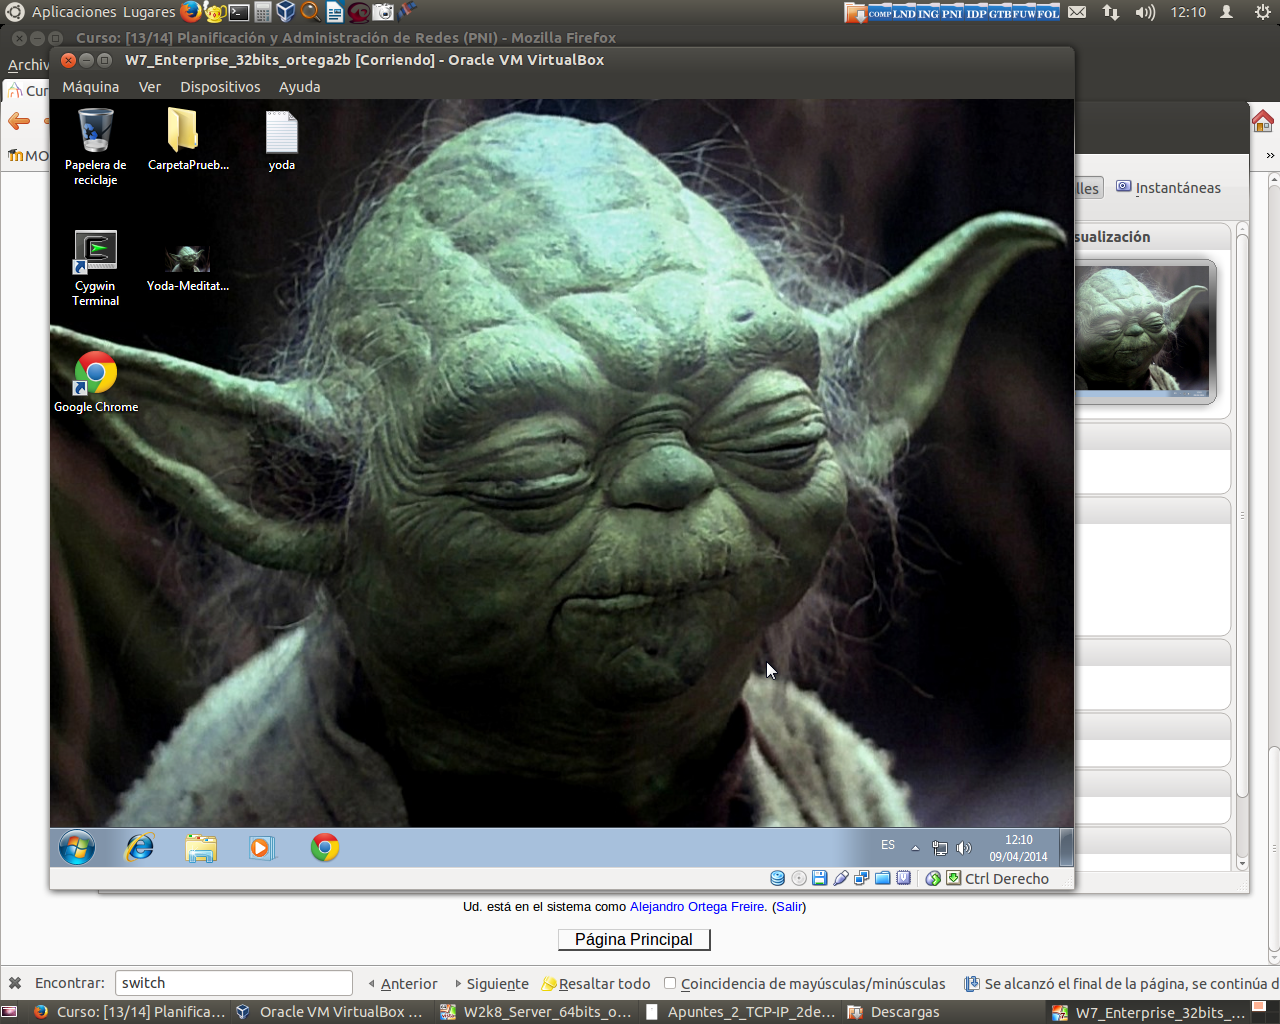 Aplicaciones Lugares
COMP LND ING PNI IDP GTB FUW FOL
12:10
Curso: [13/14] Planificación y Administración de Redes (PNI) - Mozilla Firefox
Archiv
W7_Enterprise_32bits_ortega2b [Corriendo] - Oracle VM VirtualBox
Cur
Máquina Ver Dispositivos Ayuda
MO
»
Papelera de reciclaje
CarpetaPrueb...
yoda
lles
Instantáneas
sualización
Cygwin Terminal
Yoda-Meditat...
Google Chrome
ES
12:10
09/04/2014
Ctrl Derecho
Ud. está en el sistema como Alejandro Ortega Freire. (Salir)
Página Principal
Encontrar: switch Anterior Siguiente Resaltar todo Coincidencia de mayúsculas/minúsculas Se alcanzó el final de la página, se continúa d
Curso: [13/14] Planifica... Oracle VM VirtualBox ... W2k8_Server_64bits_o... Apuntes_2_TCP-IP_2de... Descargas W7_Enterprise_32bits_...